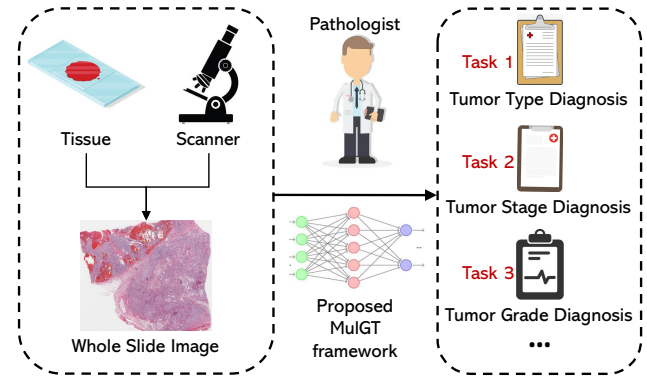 Pathologist
Task 1
Tumor Type Diagnosis
Tissue
Scanner
Task 2
Tumor Stage Diagnosis
Task 3
Proposed
MulGT
framework
Tumor Grade Diagnosis
Whole Slide Image
...